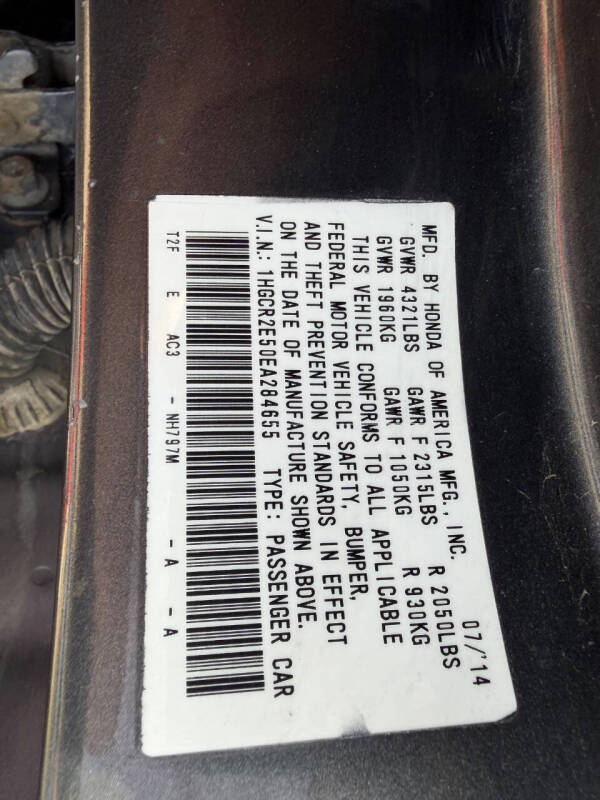 MFD. BY HONDA OF AMERICA MFG., INC. 07/'14
GVWR 4321LBS GAWR F 2315LBS R 2050LBS
GVWR 1960KG GAWR F 1050KG R 930KG
THIS VEHICLE CONFORMS TO ALL APPLICABLE
FEDERAL MOTOR VEHICLE SAFETY, BUMPER,
AND THEFT PREVENTION STANDARDS IN EFFECT
ON THE DATE OF MANUFACTURE SHOWN ABOVE.
V.I.N.: 1HGCR2E50EA284655 TYPE: PASSENGER CAR
T2F E AC3 - NH797M - A - A